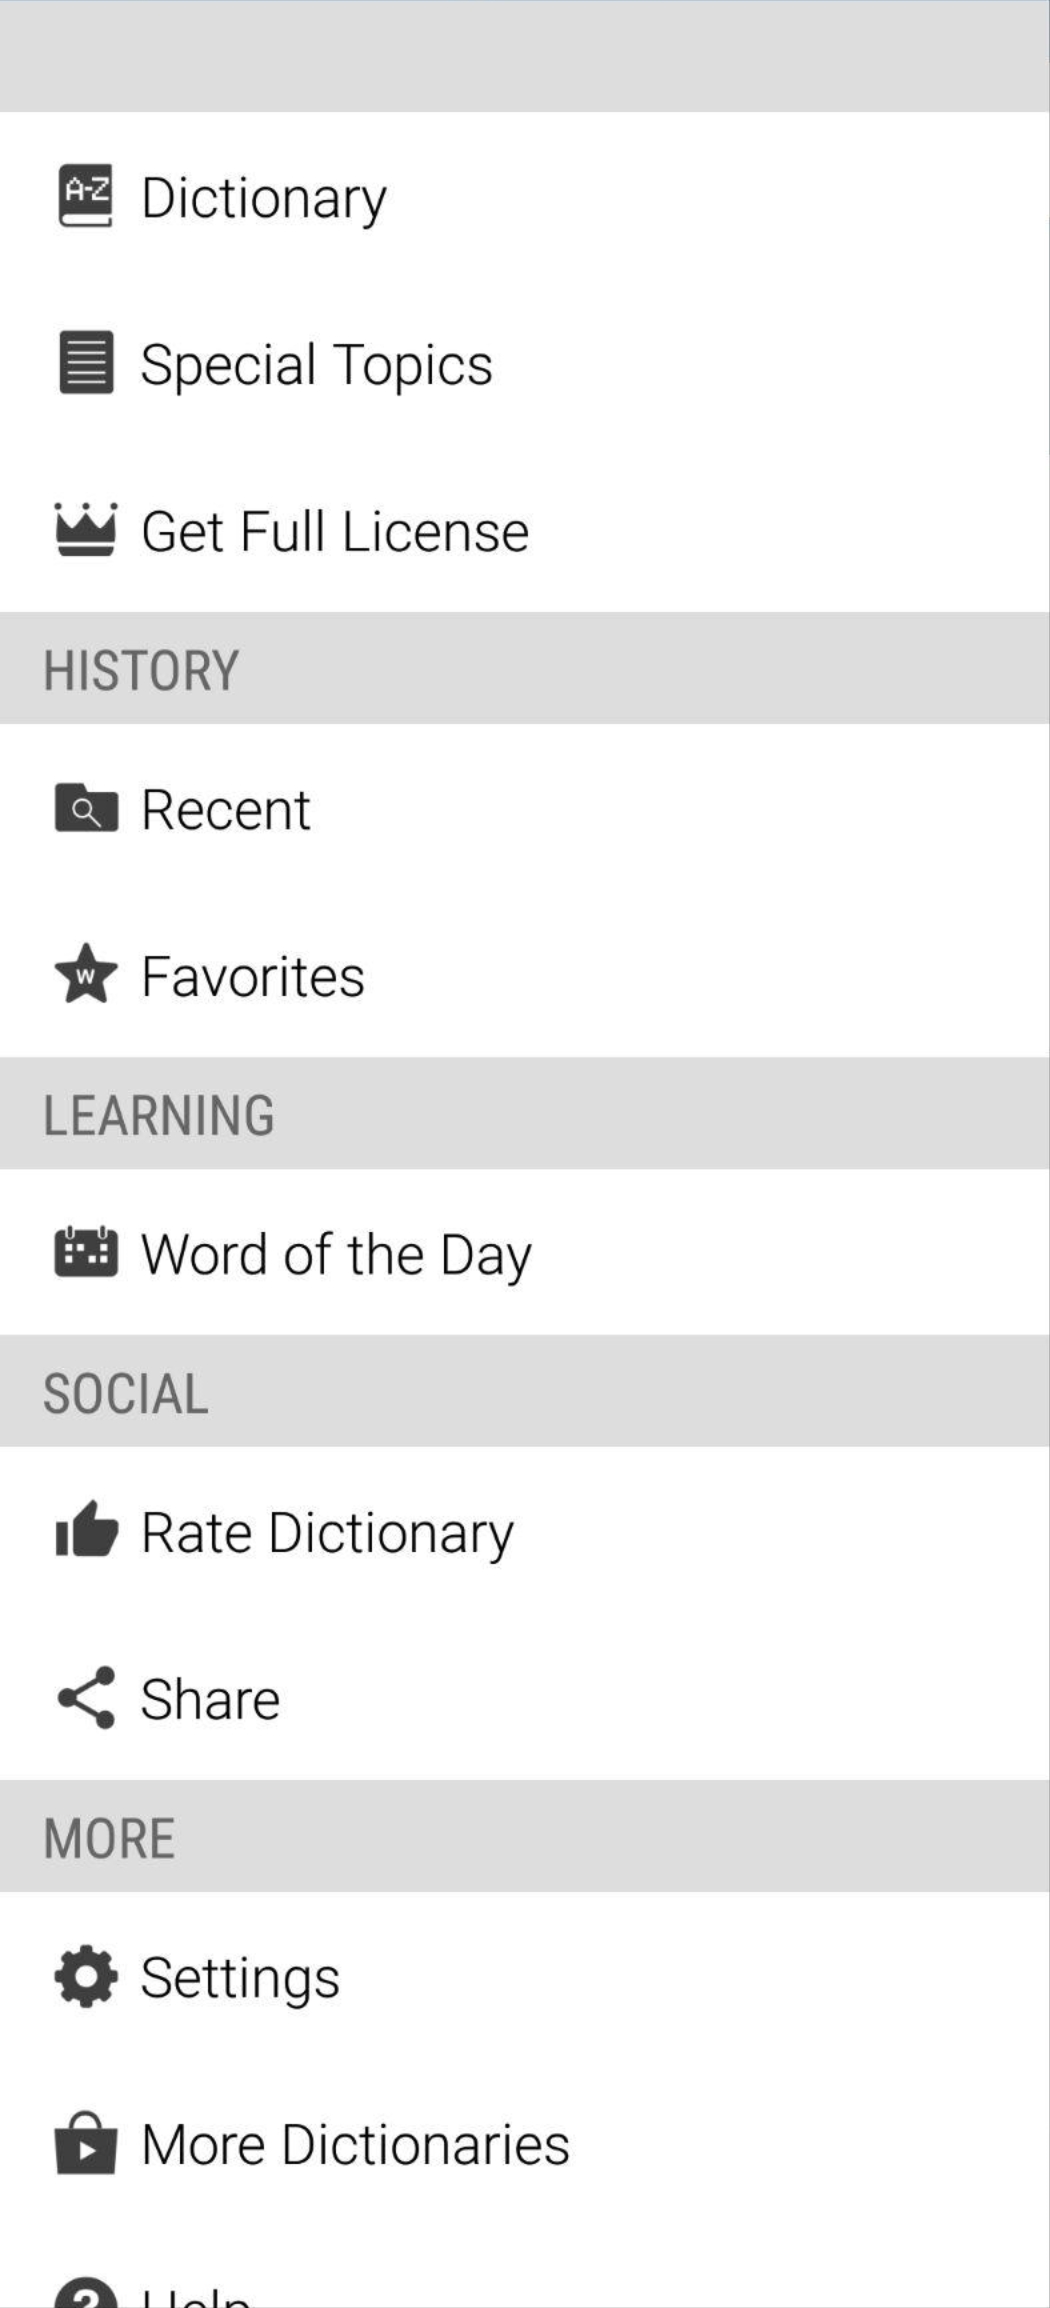 A-Z Dictionary
Special Topics
Get Full License
HISTORY
Recent
W Favorites
LEARNING
Word of the Day
SOCIAL
Rate Dictionary
Share
MORE
Settings
More Dictionaries
? Help